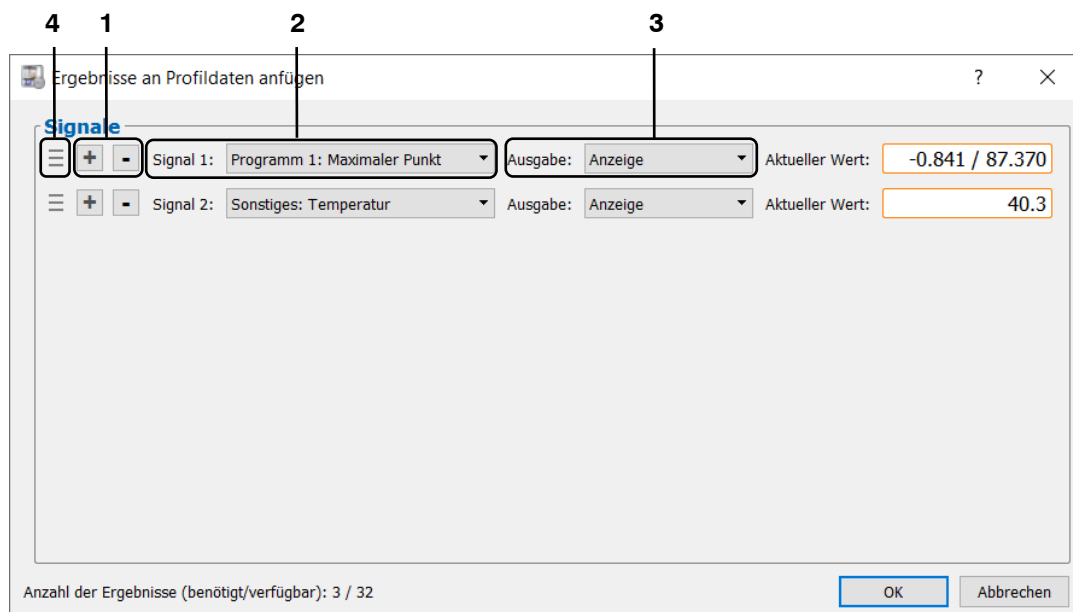 4 1 2 3
Ergebnisse an Profildaten anfügen ?
Signale
+ - Signal 1: Programm 1: Maximaler Punkt Ausgabe: Anzeige Aktueller Wert: -0.841 / 87.370
+ - Signal 2: Sonstiges: Temperatur Ausgabe: Anzeige Aktueller Wert: 40.3
Anzahl der Ergebnisse (benötigt/verfügbar): 3 / 32 OK Abbrechen